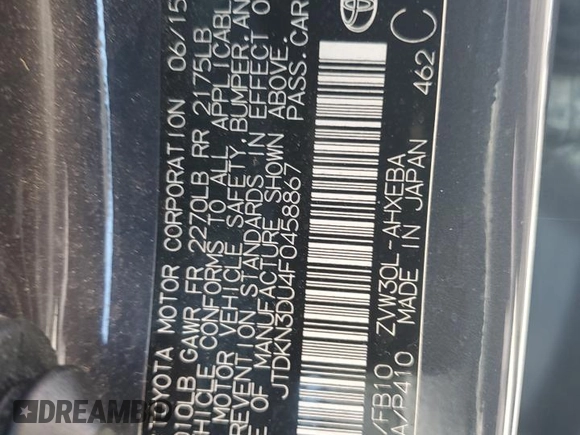 TOYOTA MOTOR CORPORATION 06/15
010LB GAWR FR 2270LB RR 2175LB
HICLE CONFORMS TO ALL APPLICABL
MOTOR VEHICLE SAFETY, BUMPER, AN
REVENTION STANDARDS IN EFFECT O
E OF MANUFACTURE SHOWN ABOVE.
JTDKN3DU4F0458867 PASS.CAR
/FB10 ZVW30L-AHXEBA
A/P410 MADE IN JAPAN 462
C
DREAMBID